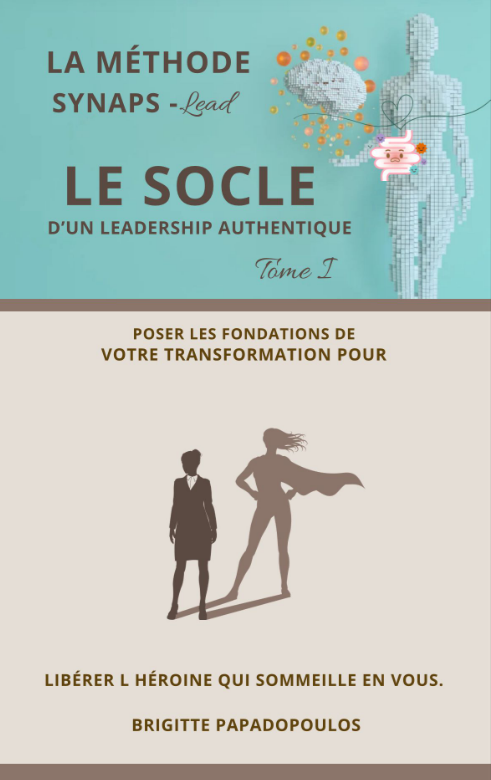 LA MÉTHODE
SYNAPS -Lead
LE SOCLE
D’UN LEADERSHIP AUTHENTIQUE
Tome I
POSER LES FONDATIONS DE
VOTRE TRANSFORMATION POUR
LIBÉRER L HÉROINE QUI SOMMEILLE EN VOUS.
BRIGITTE PAPADOPOULOS